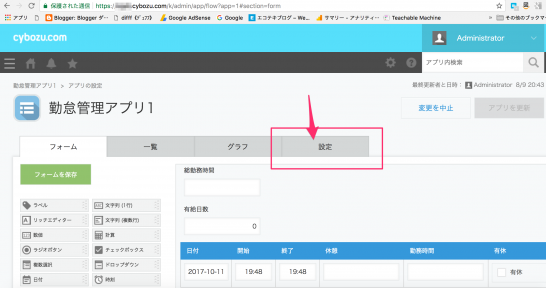 保護された通信 https:// .cybozu.com/k/admin/app/flow?app=1#section=form
アプリ Blogger: Blogger ダ… Google AdSense Google エコテキブログ – We… サマリー - アナリティ… Teachable Machine その他のブックマーク
cybozu.com
Administrator
アプリ内検索
勤怠管理アプリ1 > アプリの設定
最終更新者と日時： Administrator 8/9 20:43
勤怠管理アプリ1
変更を中止
アプリを更新
フォーム 一覧 グラフ 設定
フォームを保存
ラベル 文字列 (1行)
リッチエディター 文字列 (複数行)
数値 計算
ラジオボタン チェックボックス
複数選択 ドロップダウン
日付 時刻
総勤務時間
有給日数
0
日付 開始 終了 休憩 勤務時間 有休
2017-10-11 19:48 19:48 有休